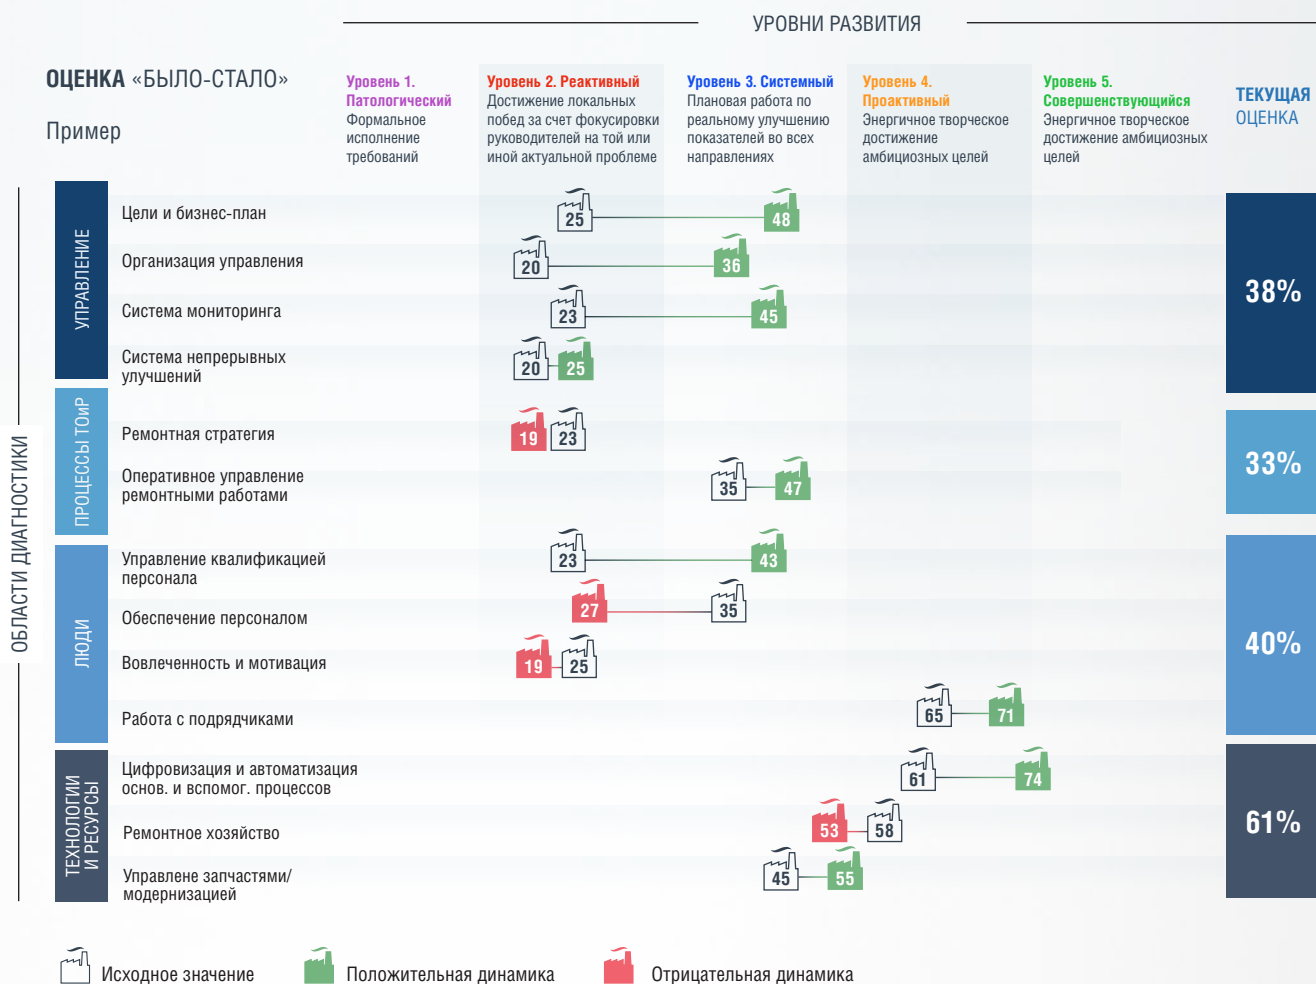 УРОВНИ РАЗВИТИЯ
ОЦЕНКА «БЫЛО-СТАЛО»
Пример
Уровень 1.
Патологический
Формальное
исполнение
требований
Уровень 2. Реактивный
Достижение локальных
побед за счет фокусировки
руководителей на той или
иной актуальной проблеме
Уровень 3. Системный
Плановая работа по
реальному улучшению
показателей во всех
направлениях
Уровень 4.
Проактивный
Энергичное творческое
достижение
амбициозных целей
Уровень 5.
Совершенствующийся
Энергичное творческое
достижение амбициозных
целей
ТЕКУЩАЯ
ОЦЕНКА
ОБЛАСТИ ДИАГНОСТИКИ
УПРАВЛЕНИЕ
Цели и бизнес-план
25 48
Организация управления
20 36
Система мониторинга
23 45
Система непрерывных
улучшений
20 25
38%
ПРОЦЕССЫ ТОиР
Ремонтная стратегия
19 23
Оперативное управление
ремонтными работами
35 47
33%
ЛЮДИ
Управление квалификацией
персонала
23 43
Обеспечение персоналом
27 35
Вовлеченность и мотивация
19 25
Работа с подрядчиками
65 71
40%
ТЕХНОЛОГИИ
И РЕСУРСЫ
Цифровизация и автоматизация
основ. и вспомог. процессов
61 74
Ремонтное хозяйство
53 58
Управлене запчастями/
модернизацией
45 55
61%
Исходное значение
Положительная динамика
Отрицательная динамика